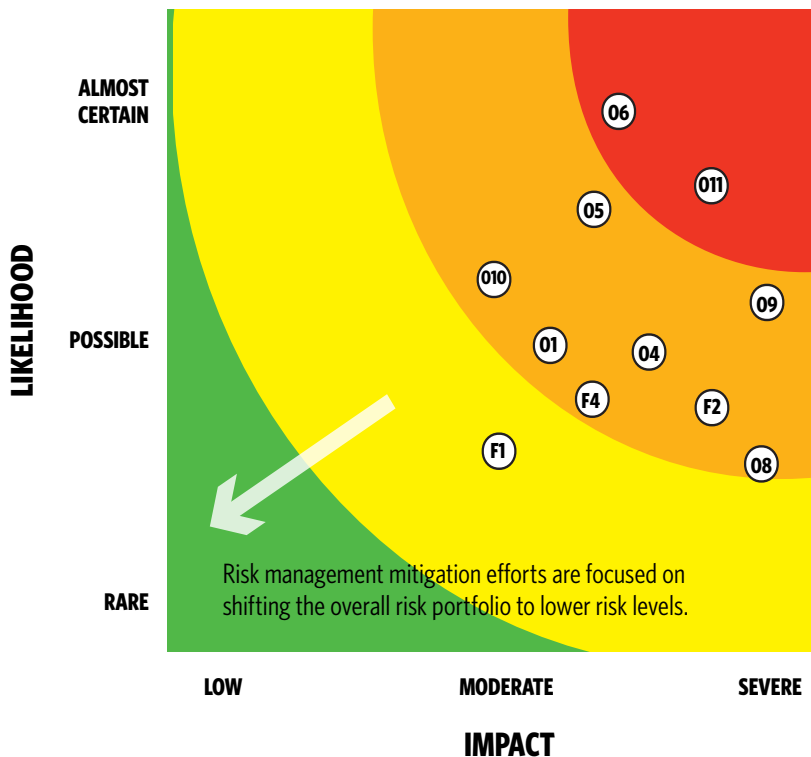 ALMOST
CERTAIN
06
011
05
LIKELIHOOD
010
09
POSSIBLE
01
04
F4
F2
F1
08
Risk management mitigation efforts are focused on
shifting the overall risk portfolio to lower risk levels.
RARE
LOW
MODERATE
SEVERE
IMPACT